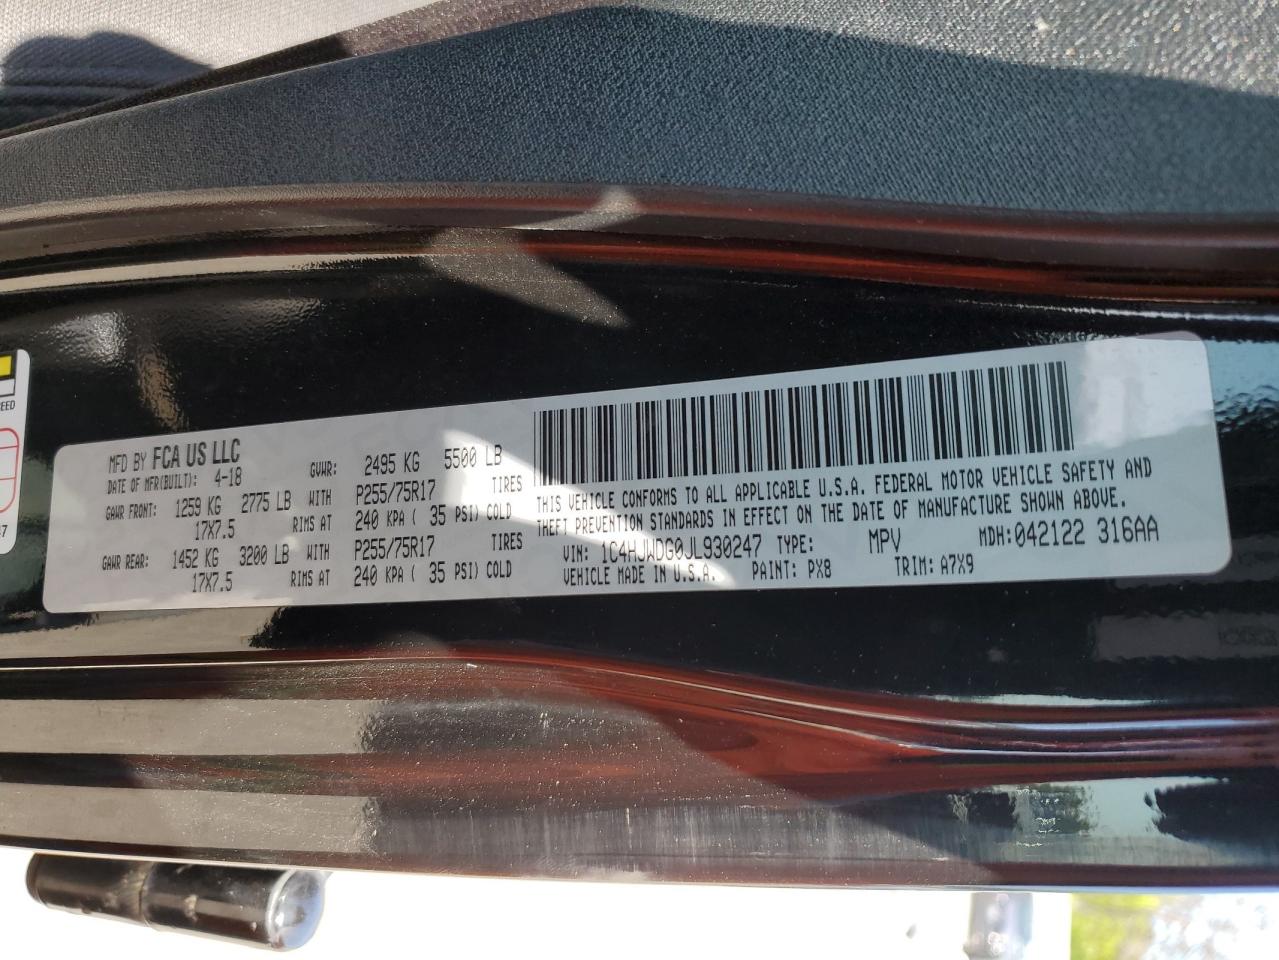 MFD BY FCA US LLC
DATE OF MFR(BUILT): 4-18 GVWR: 2495 KG 5500 LB
GAWR FRONT: 1259 KG 2775 LB WITH P255/75R17 TIRES
17X7.5 RIMS AT 240 KPA ( 35 PSI) COLD
GAWR REAR: 1452 KG 3200 LB WITH P255/75R17 TIRES
17X7.5 RIMS AT 240 KPA ( 35 PSI) COLD
THIS VEHICLE CONFORMS TO ALL APPLICABLE U.S.A. FEDERAL MOTOR VEHICLE SAFETY AND
THEFT PREVENTION STANDARDS IN EFFECT ON THE DATE OF MANUFACTURE SHOWN ABOVE.
VIN: 1C4HJWDG0JL930247 TYPE: MPV MDH:042122 316AA
VEHICLE MADE IN U.S.A. PAINT: PX8 TRIM: A7X9